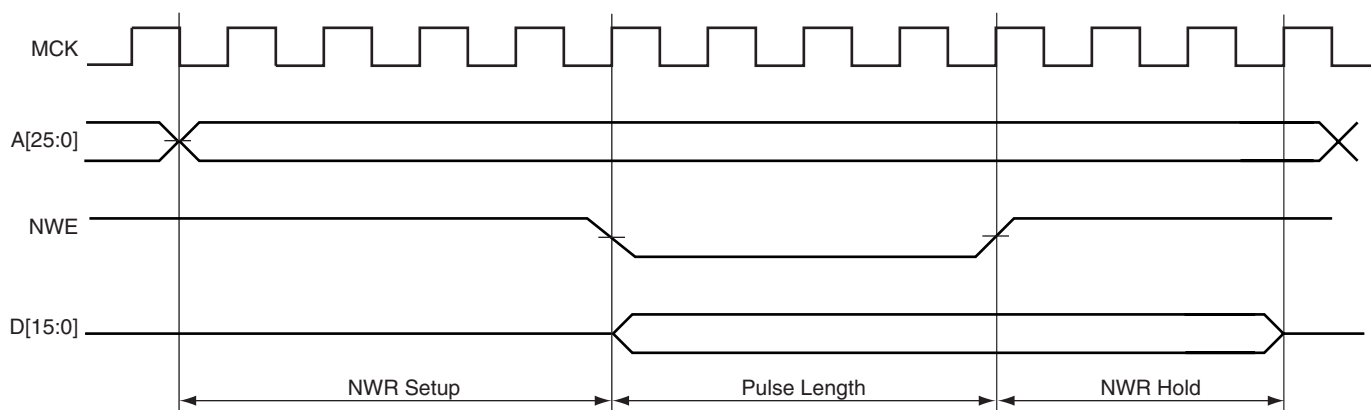 MCK
A[25:0]
NWE
D[15:0]
NWR Setup
Pulse Length
NWR Hold